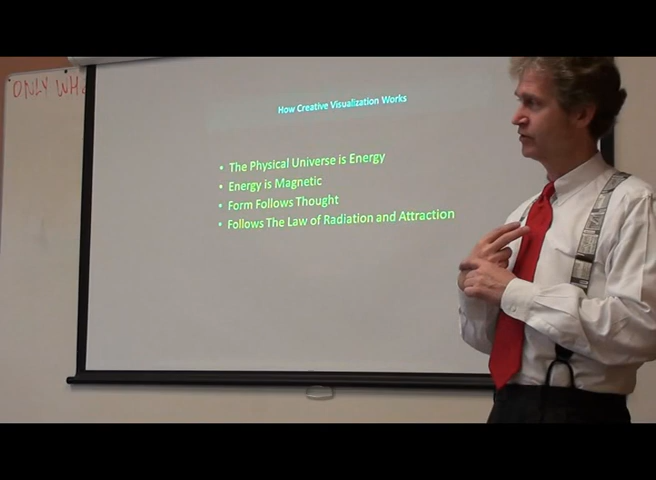 ONLY WH
How Creative Visualization Works
• The Physical Universe is Energy
• Energy is Magnetic
• Form Follows Thought
• Follows The Law of Radiation and Attraction